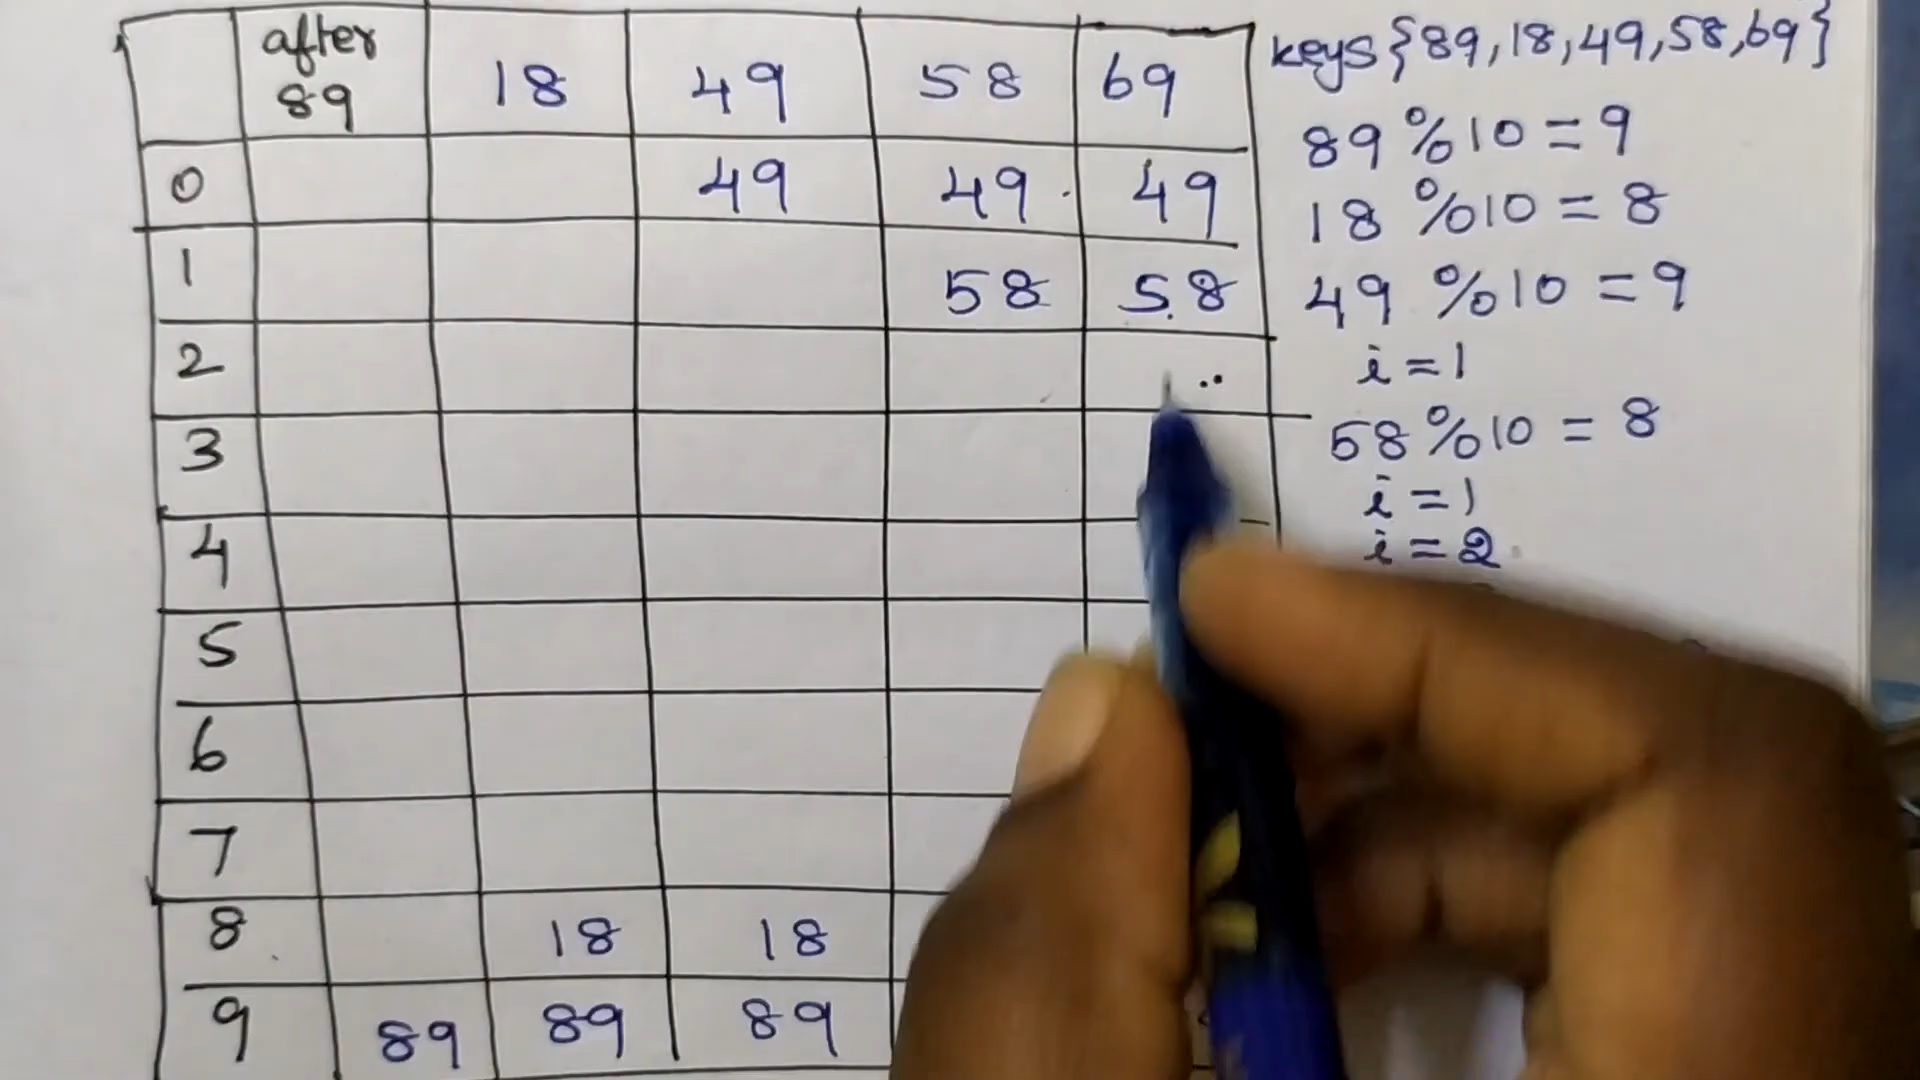 after 89 18 49 58 69
0 49 49 49
1 58 58
2
3
4
5
6
7
8 18 18
9 89 89 89
keys {89,18,49,58,69}
89 % 10 = 9
18 % 10 = 8
49 % 10 = 9
i = 1
58 % 10 = 8
i = 1
i = 2